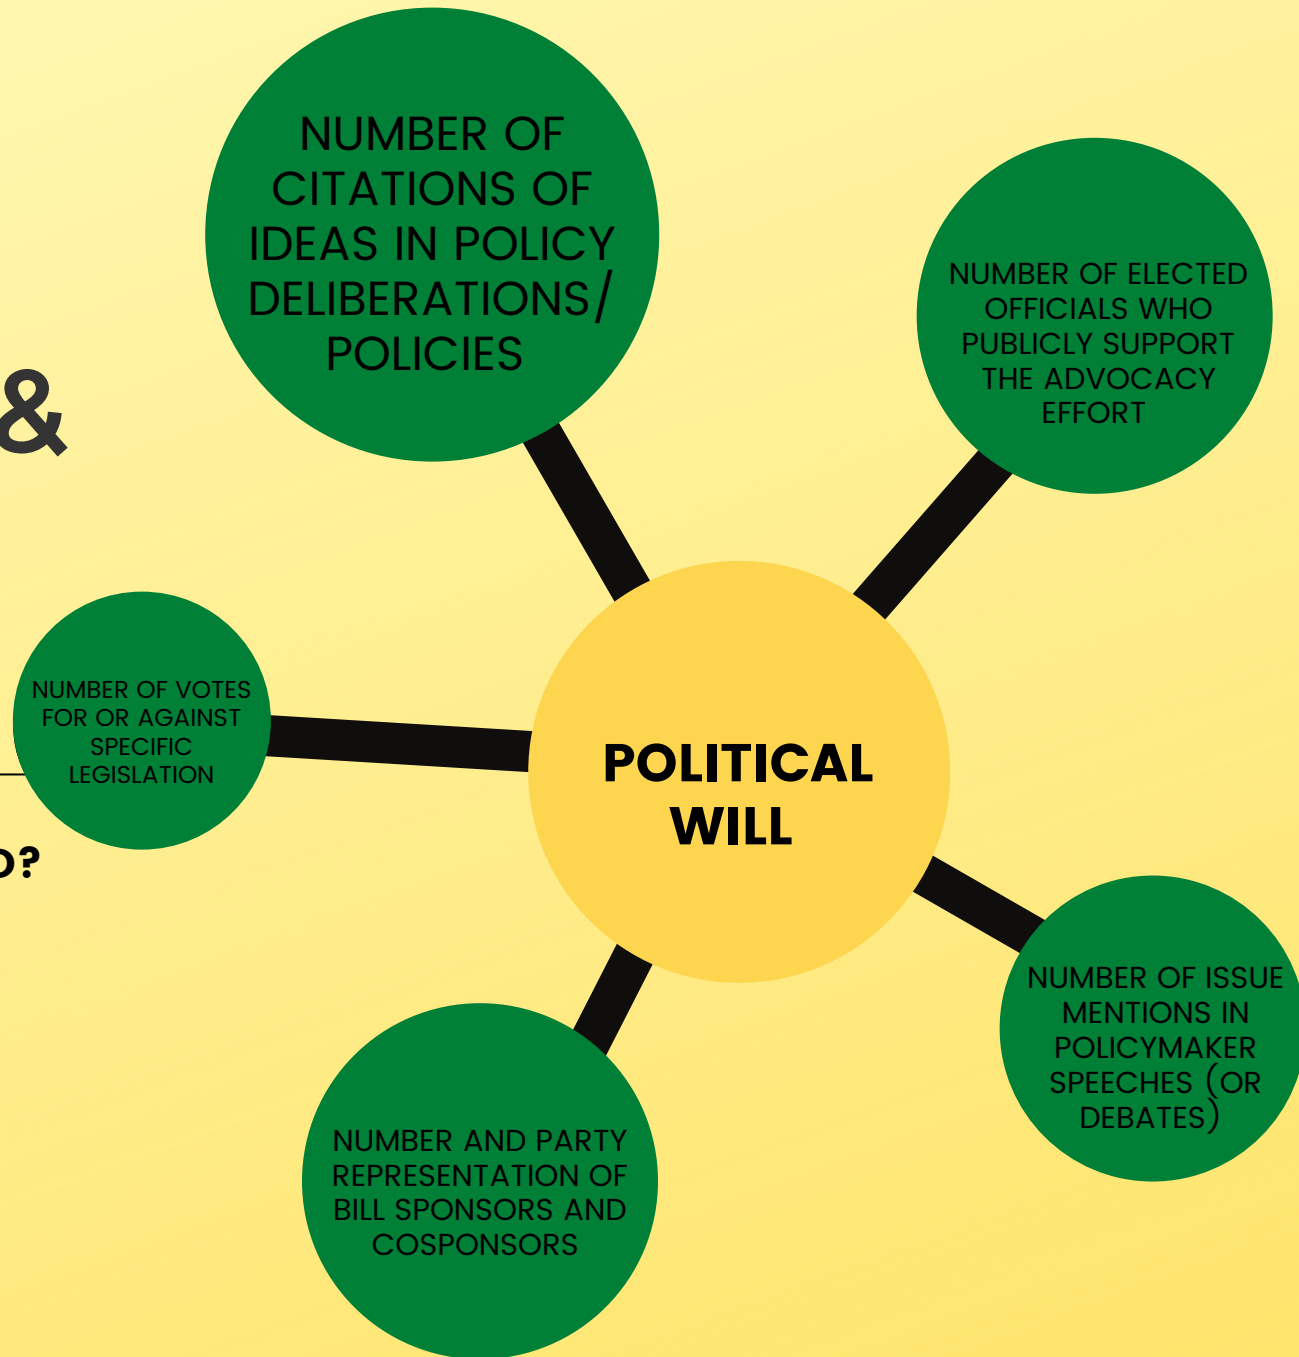 NUMBER OF
CITATIONS OF
IDEAS IN POLICY
DELIBERATIONS/
POLICIES
NUMBER OF ELECTED
OFFICIALS WHO
PUBLICLY SUPPORT
THE ADVOCACY
EFFORT
&
NUMBER OF VOTES
FOR OR AGAINST
SPECIFIC
LEGISLATION
POLITICAL
WILL
NUMBER OF ISSUE
MENTIONS IN
POLICYMAKER
SPEECHES (OR
DEBATES)
NUMBER AND PARTY
REPRESENTATION OF
BILL SPONSORS AND
COSPONSORS